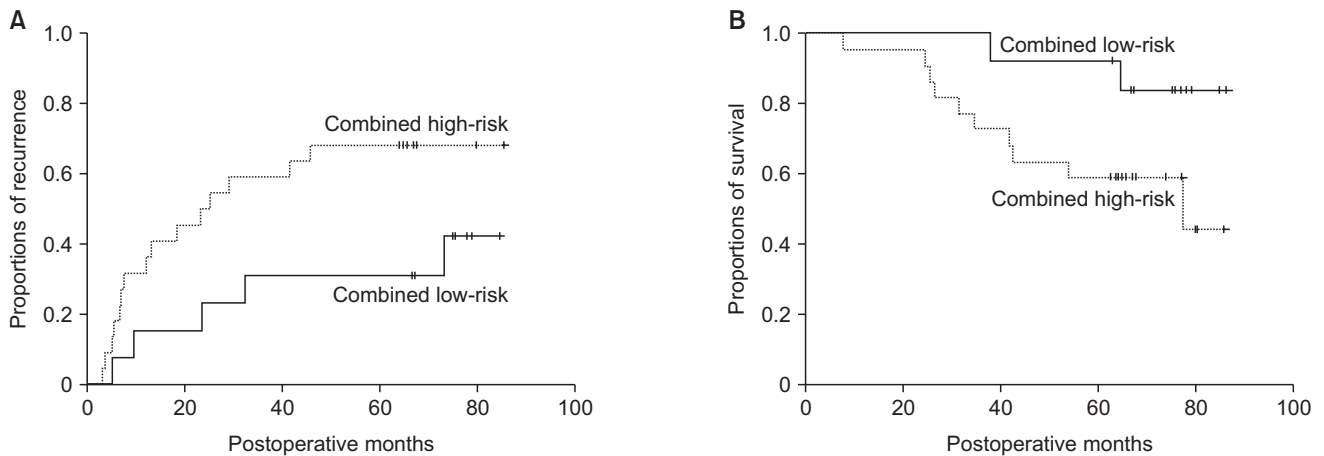 A
Proportions of recurrence
1.0
0.8
0.6
0.4
0.2
0
Combined high-risk
Combined low-risk
0 20 40 60 80 100
Postoperative months
B
Proportions of survival
1.0
0.8
0.6
0.4
0.2
0
Combined low-risk
Combined high-risk
0 20 40 60 80 100
Postoperative months